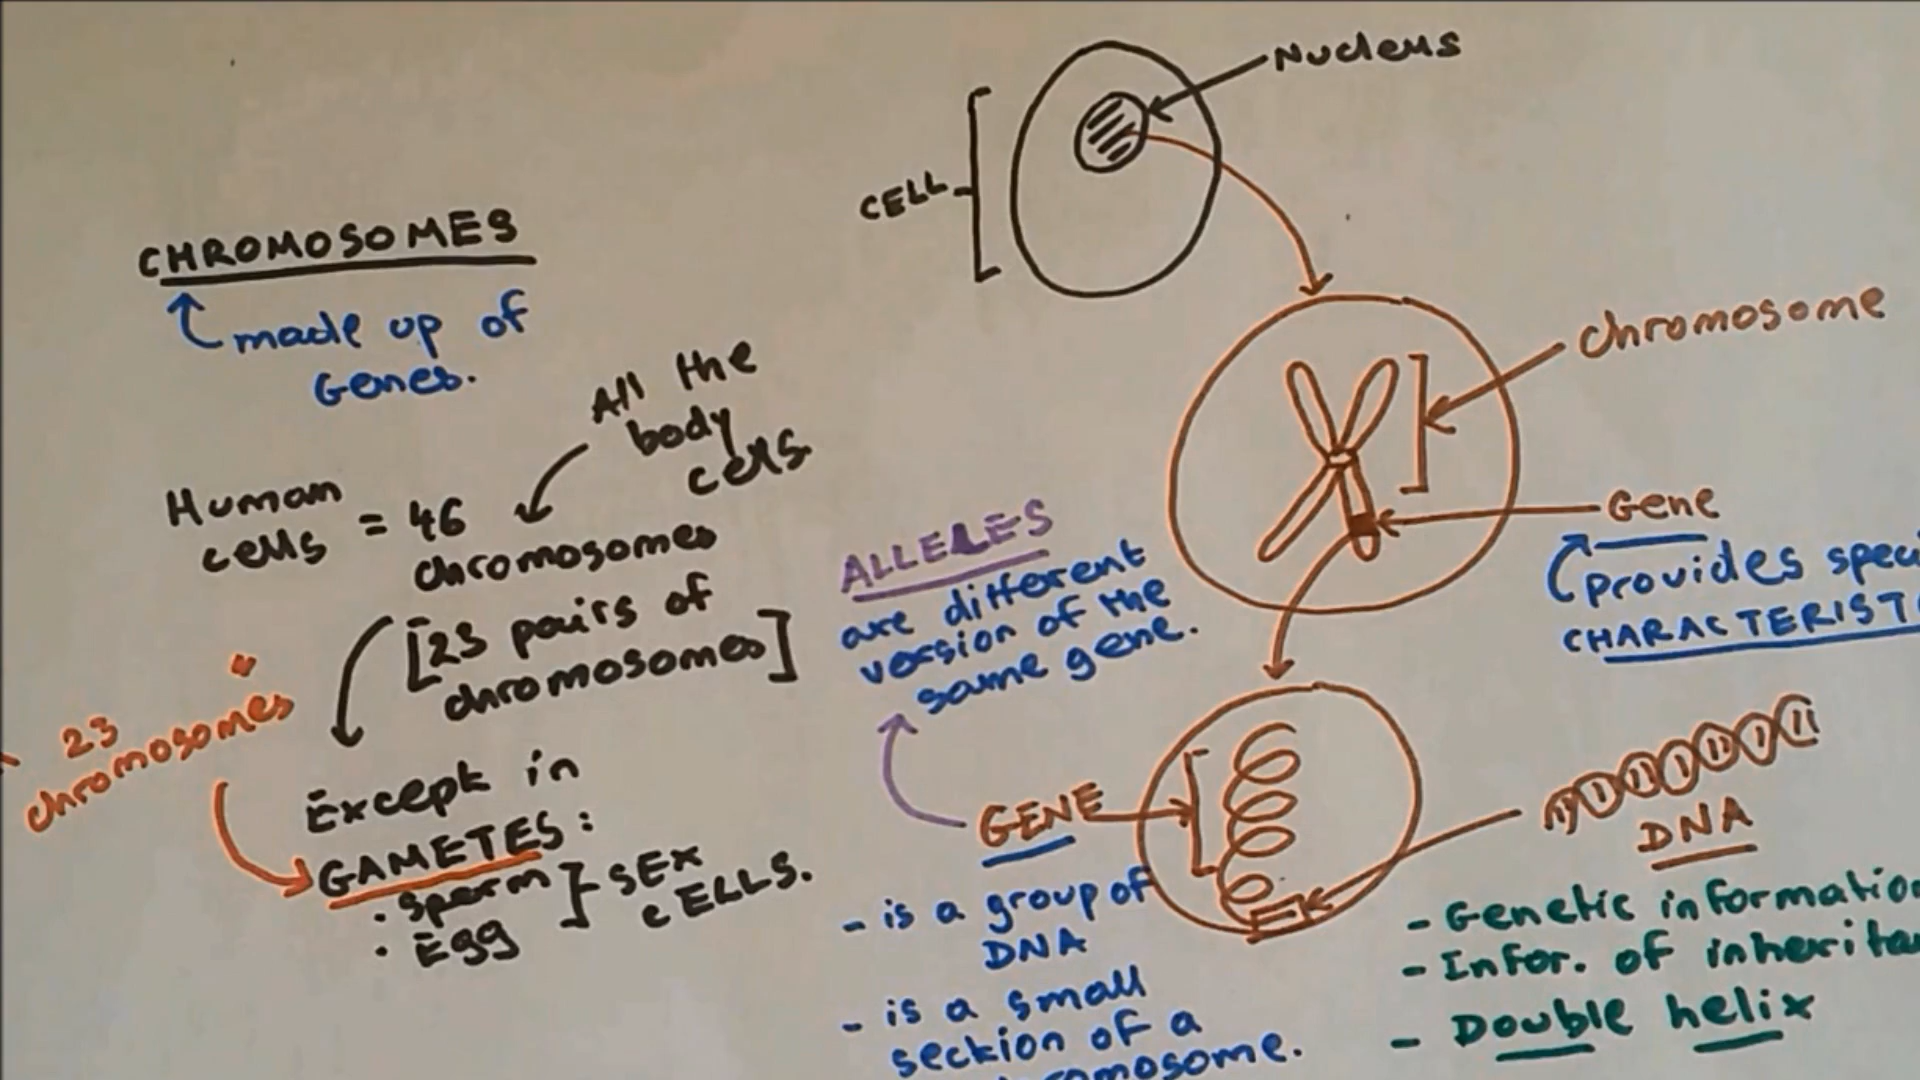 Nucleus
CELL
CHROMOSOMES
made up of
Genes.
All the
body
cells.
Human
cells = 46
chromosomes
[23 pairs of
chromosomes]
23
chromosomes
Except in
GAMETES:
. sperm
. Egg
SEX
CELLS.
chromosome
Gene
provides
ALLELES
are different
version of the
same gene.
GENE
- is a group of
DNA
- is a small
section of a
DNA
- Genetic information
- Infor. of
- Double helix